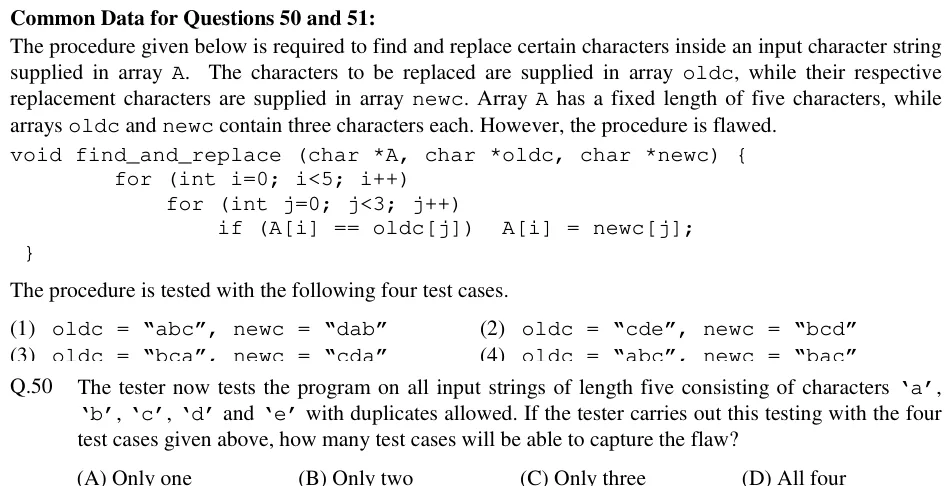 Common Data for Questions 50 and 51:
The procedure given below is required to find and replace certain characters inside an input character string
supplied in array A. The characters to be replaced are supplied in array oldc, while their respective
replacement characters are supplied in array newc. Array A has a fixed length of five characters, while
arrays oldc and newc contain three characters each. However, the procedure is flawed.
void find_and_replace (char *A, char *oldc, char *newc) {
for (int i=0; i<5; i++)
for (int j=0; j<3; j++)
if (A[i] == oldc[j]) A[i] = newc[j];
}
The procedure is tested with the following four test cases.
(1) oldc = “abc”, newc = “dab” (2) oldc = “cde”, newc = “bcd”
(3) oldc = “bca”, newc = “cda” (4) oldc = “abc”, newc = “bac”
Q.50 The tester now tests the program on all input strings of length five consisting of characters ‘a’,
‘b’, ‘c’, ‘d’ and ‘e’ with duplicates allowed. If the tester carries out this testing with the four
test cases given above, how many test cases will be able to capture the flaw?
(A) Only one (B) Only two (C) Only three (D) All four